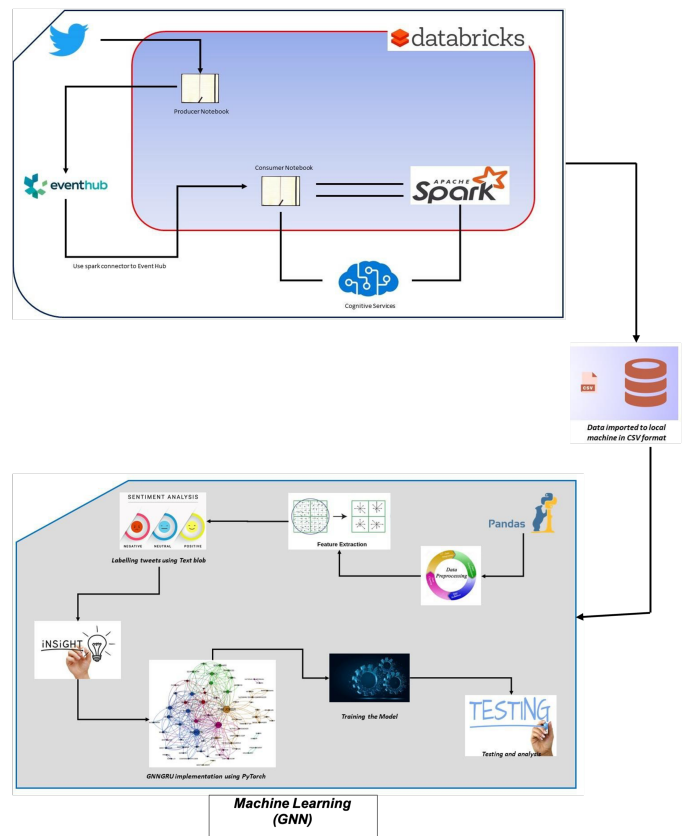 databricks
Producer Notebook
eventhub
Consumer Notebook
APACHE
Spark
Use spark connector to Event Hub
Cognitive Services
CSV
Data imported to local
machine in CSV format
SENTIMENT ANALYSIS
NEGATIVE NEUTRAL POSITIVE
Labelling tweets using Text blob
Feature Extraction
Pandas
Data
Preprocessing
iNSiGHT
GNNGRU implementation using PyTorch
Training the Model
TESTING
Testing and analysis
Machine Learning
(GNN)